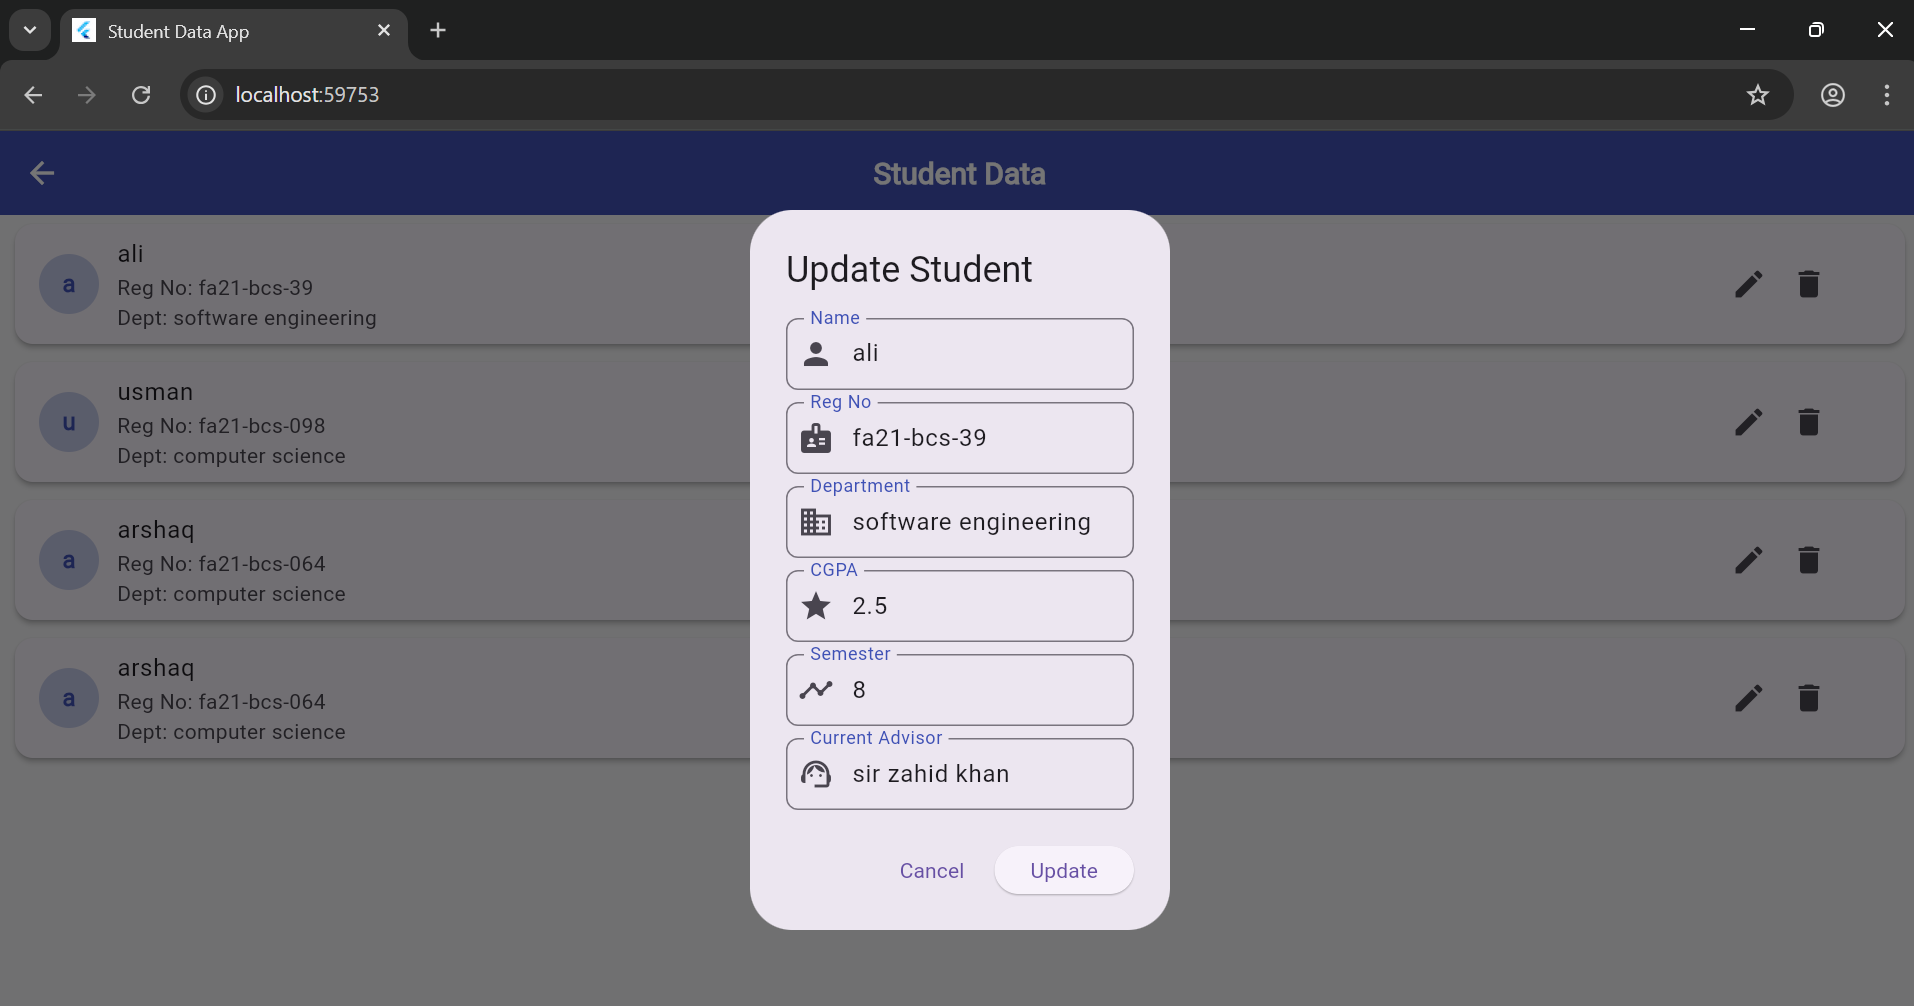 Student Data App
localhost:59753
Student Data
a
ali
Reg No: fa21-bcs-39
Dept: software engineering
u
usman
Reg No: fa21-bcs-098
Dept: computer science
a
arshaq
Reg No: fa21-bcs-064
Dept: computer science
a
arshaq
Reg No: fa21-bcs-064
Dept: computer science
Update Student
Name
ali
Reg No
fa21-bcs-39
Department
software engineering
CGPA
2.5
Semester
8
Current Advisor
sir zahid khan
Cancel
Update